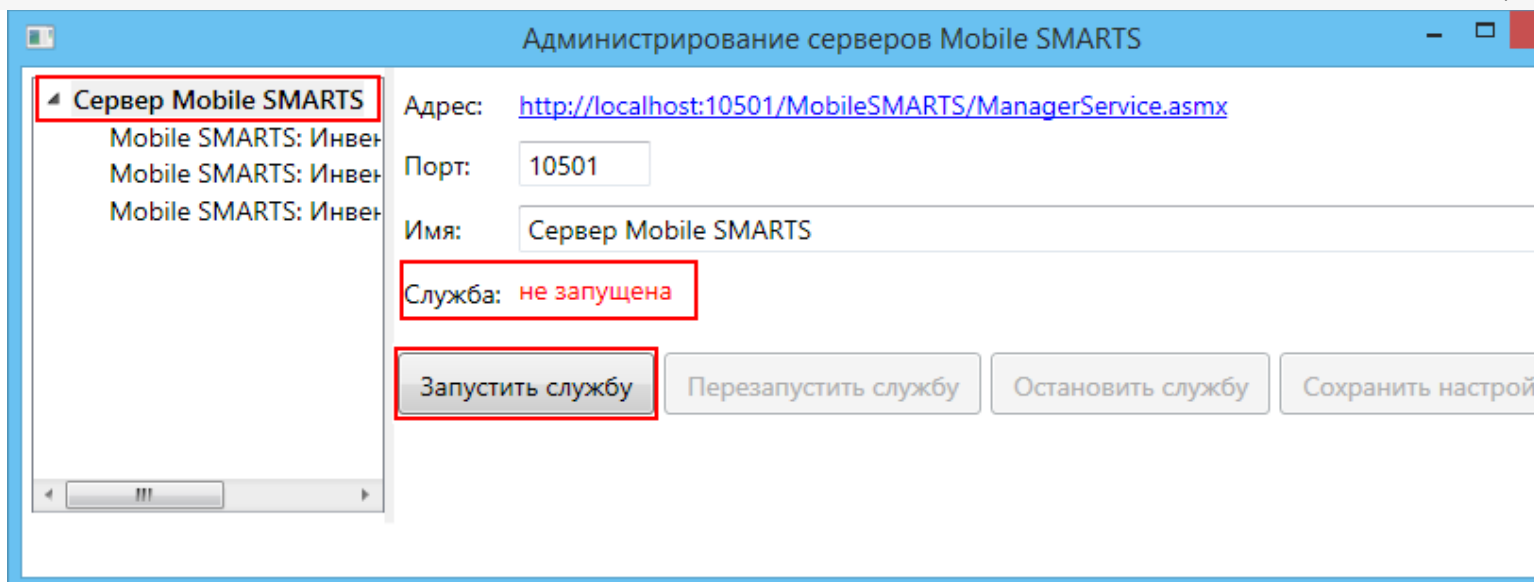 Администрирование серверов Mobile SMARTS
Сервер Mobile SMARTS
Mobile SMARTS: Инвен
Mobile SMARTS: Инвен
Mobile SMARTS: Инвен
Адрес: http://localhost:10501/MobileSMARTS/ManagerService.asmx
Порт: 10501
Имя: Сервер Mobile SMARTS
Служба: не запущена
Запустить службу Перезапустить службу Остановить службу Сохранить настрой